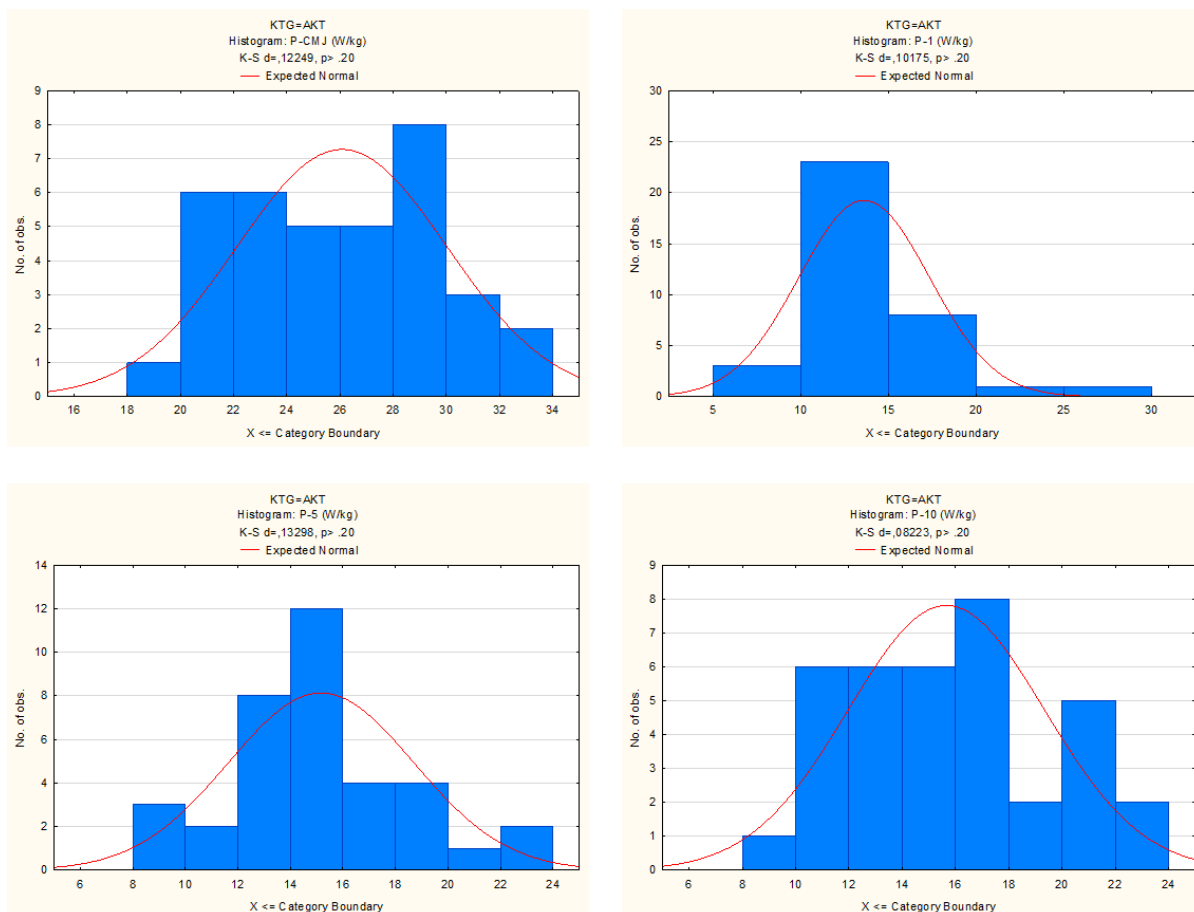 KTG=AKT
Histogram: P-CMJ (W/kg)
K-S d=,12249, p> .20
Expected Normal
9
8
7
6
5
4
3
2
1
0
No. of obs.
16 18 20 22 24 26 28 30 32 34
X <= Category Boundary
KTG=AKT
Histogram: P-1 (W/kg)
K-S d=,10175, p> .20
Expected Normal
30
25
20
15
10
5
0
No. of obs.
5 10 15 20 25 30
X <= Category Boundary
KTG=AKT
Histogram: P-5 (W/kg)
K-S d=,13298, p> .20
Expected Normal
14
12
10
8
6
4
2
0
No. of obs.
6 8 10 12 14 16 18 20 22 24
X <= Category Boundary
KTG=AKT
Histogram: P-10 (W/kg)
K-S d=,08223, p> .20
Expected Normal
9
8
7
6
5
4
3
2
1
0
No. of obs.
6 8 10 12 14 16 18 20 22 24
X <= Category Boundary